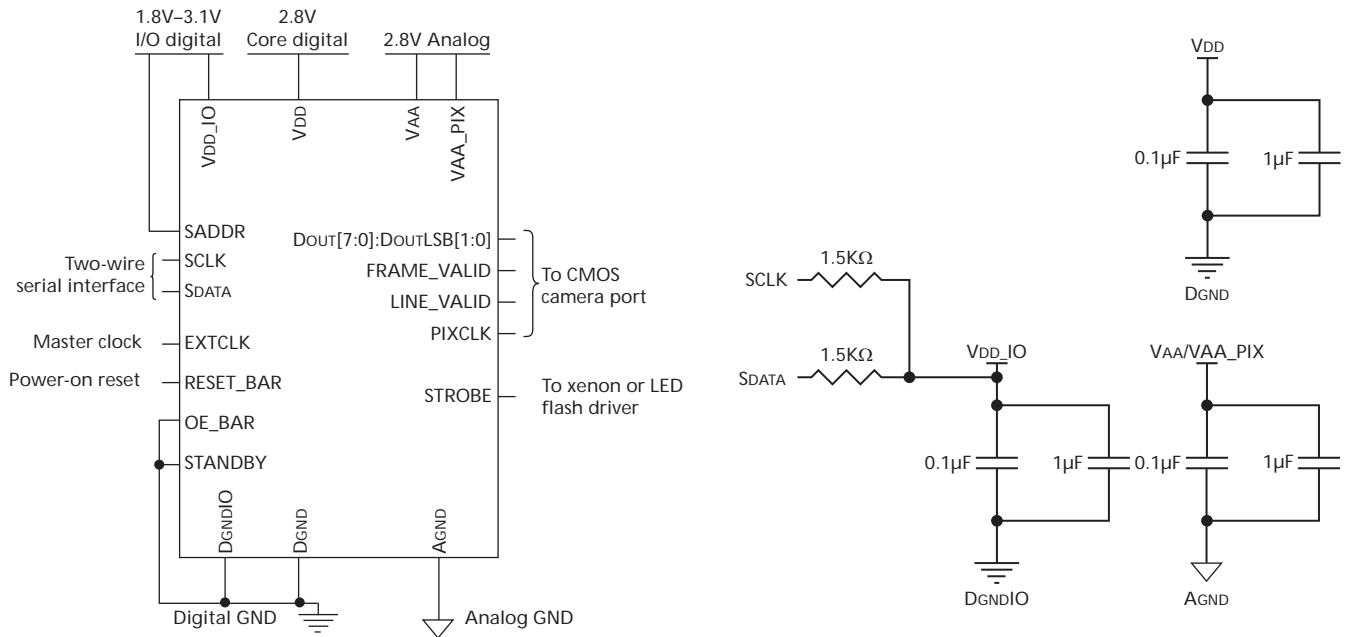 1.8V–3.1V
I/O digital
2.8V
Core digital
2.8V Analog
VDD_IO
VDD
VAA
VAA_PIX
SADDR
SCLK
SDATA
Two-wire
serial interface
Master clock
EXTCLK
Power-on reset
RESET_BAR
OE_BAR
STANDBY
DOUT[7:0]:DOUTLSB[1:0]
FRAME_VALID
LINE_VALID
PIXCLK
To CMOS
camera port
STROBE
To xenon or LED
flash driver
DGNDIO
DGND
AGND
Digital GND
Analog GND
VDD
0.1µF
1µF
DGND
SCLK
1.5KΩ
SDATA
1.5KΩ
VDD_IO
0.1µF
1µF
DGNDIO
VAA/VAA_PIX
0.1µF
1µF
AGND